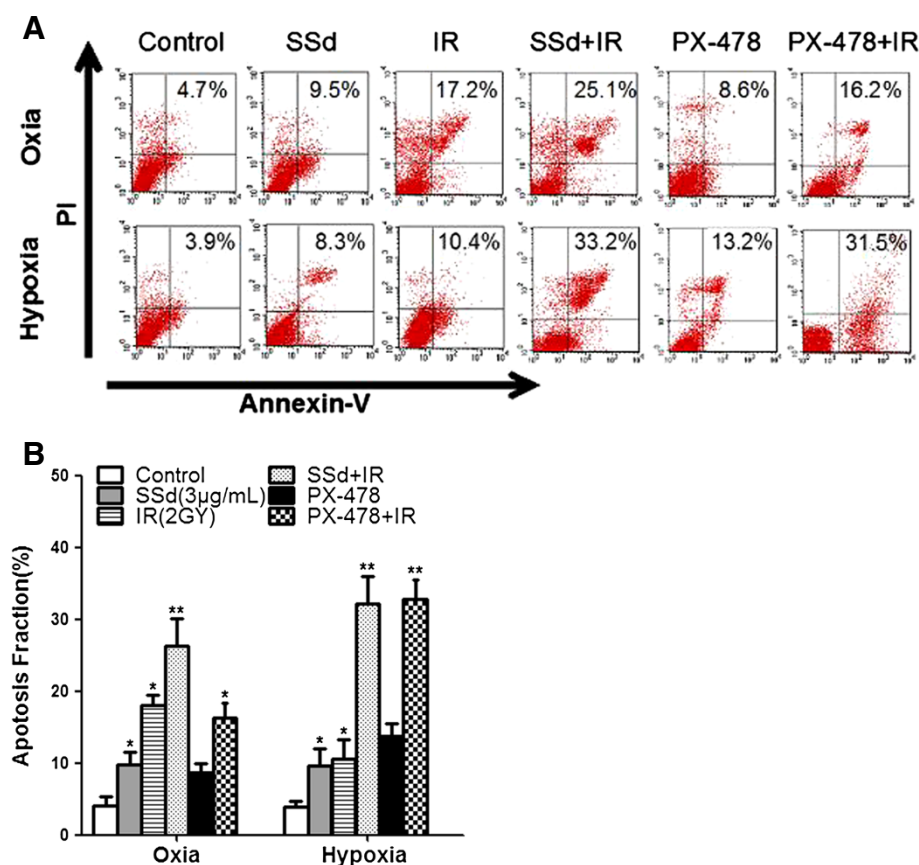 A
Control SSd IR SSd+IR PX-478 PX-478+IR
Oxia
4.7% 9.5% 17.2% 25.1% 8.6% 16.2%
PI
Hypoxia
3.9% 8.3% 10.4% 33.2% 13.2% 31.5%
Annexin-V
B
Control
SSd(3μg/mL)
IR(2GY)
SSd+IR
PX-478
PX-478+IR
Apotosis Fraction(%)
50
40
30
20
10
0
* * ** * * * ** **
Oxia Hypoxia